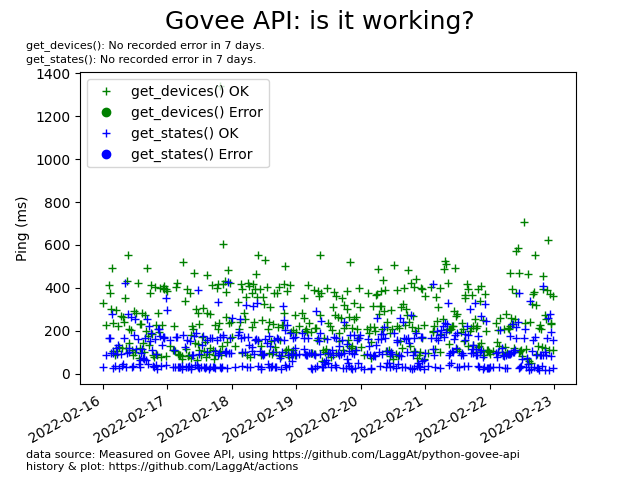 Govee API: is it working?
get_devices(): No recorded error in 7 days.
get_states(): No recorded error in 7 days.
1400
1200
1000
800
600
400
200
0
Ping (ms)
get_devices() OK
get_devices() Error
get_states() OK
get_states() Error
2022-02-16
2022-02-17
2022-02-18
2022-02-19
2022-02-20
2022-02-21
2022-02-22
2022-02-23
data source: Measured on Govee API, using https://github.com/LaggAt/python-govee-api
history & plot: https://github.com/LaggAt/actions